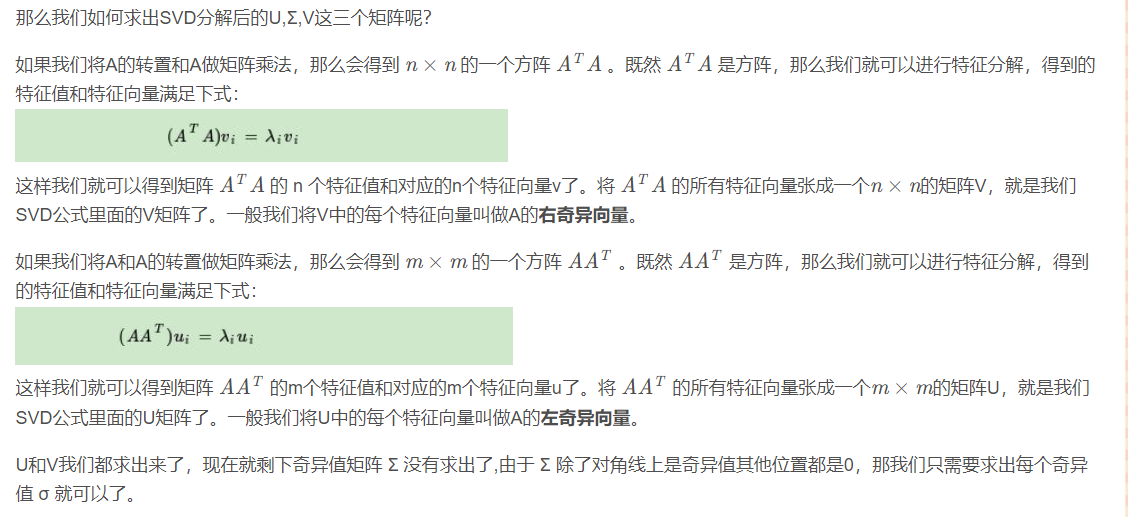 那么我们如何求出SVD分解后的U,Σ,V这三个矩阵呢？
如果我们将A的转置和A做矩阵乘法，那么会得到 n × n 的一个方阵 A^T A 。既然 A^T A 是方阵，那么我们就可以进行特征分解，得到的
特征值和特征向量满足下式：
(A^T A)v_i = λ_i v_i
这样我们就可以得到矩阵 A^T A 的 n 个特征值和对应的n个特征向量v了。将 A^T A 的所有特征向量张成一个n × n的矩阵V，就是我们
SVD公式里面的V矩阵了。一般我们将V中的每个特征向量叫做A的右奇异向量。
如果我们将A和A的转置做矩阵乘法，那么会得到 m × m 的一个方阵 AA^T 。既然 AA^T 是方阵，那么我们就可以进行特征分解，得到
的特征值和特征向量满足下式：
(AA^T)u_i = λ_i u_i
这样我们就可以得到矩阵 AA^T 的m个特征值和对应的m个特征向量u了。将 AA^T 的所有特征向量张成一个m × m的矩阵U，就是我们
SVD公式里面的U矩阵了。一般我们将U中的每个特征向量叫做A的左奇异向量。
U和V我们都求出来了，现在就剩下奇异值矩阵 Σ 没有求出了,由于 Σ 除了对角线上是奇异值其他位置都是0，那我们只需要求出每个奇异
值 σ 就可以了。